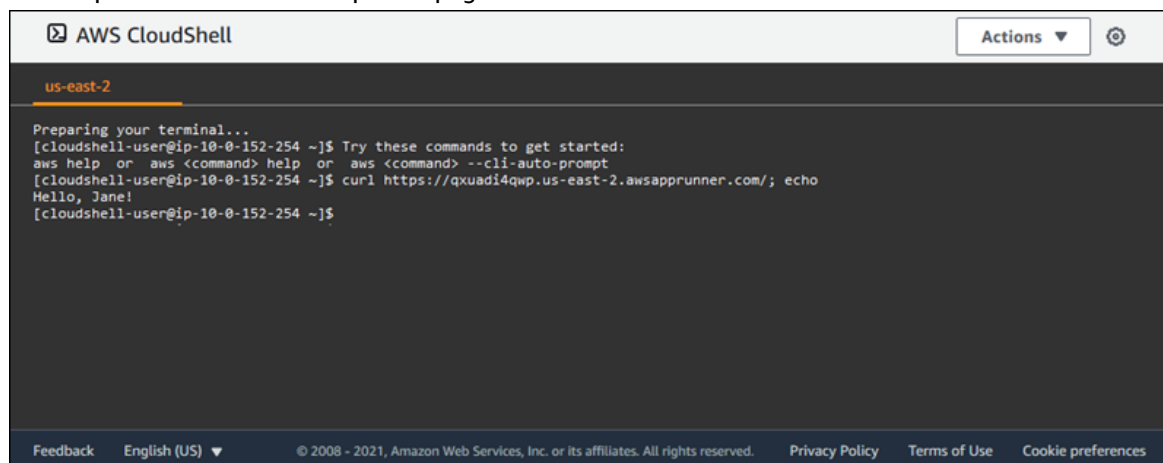 AWS CloudShell
Actions ▼
us-east-2
Preparing your terminal...
[cloudshell-user@ip-10-0-152-254 ~]$ Try these commands to get started:
aws help or aws <command> help or aws <command> --cli-auto-prompt
[cloudshell-user@ip-10-0-152-254 ~]$ curl https://qxuadi4qwp.us-east-2.awsapprunner.com/; echo
Hello, Jane!
[cloudshell-user@ip-10-0-152-254 ~]$
Feedback English (US) ▼ © 2008 - 2021, Amazon Web Services, Inc. or its affiliates. All rights reserved. Privacy Policy Terms of Use Cookie preferences